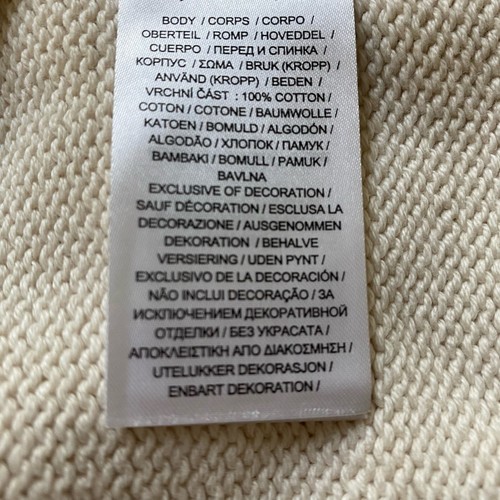 BODY / CORPS / CORPO /
OBERTEIL / ROMP / HOVEDDEL /
CUERPO / ПЕРЕД И СПИНКА /
КОРПУС / ΣΩΜΑ / BRUK (KROPP) /
ANVÄND (KROPP) / BEDEN /
VRCHNÍ ČÁST : 100% COTTON /
COTON / COTONE / BAUMWOLLE /
KATOEN / BOMULD / ALGODÓN /
ALGODÃO / ХЛОПОК / ПАМУК /
BAMBAKI / BOMULL / PAMUK /
BAVLNA
EXCLUSIVE OF DECORATION /
SAUF DÉCORATION / ESCLUSA LA
DECORAZIONE / AUSGENOMMEN
DEKORATION / BEHALVE
VERSIERING / UDEN PYNT /
EXCLUSIVO DE LA DECORACIÓN /
NÃO INCLUI DECORAÇÃO / ЗА
ИСКЛЮЧЕНИЕМ ДЕКОРАТИВНОЙ
ОТДЕЛКИ / БЕЗ УКРАСАТА /
ΑΠΟΚΛΕΙΣΤΙΚΗ ΑΠΟ ΔΙΑΚΟΣΜΗΣΗ /
UTELUKKER DEKORASJON /
ENBART DEKORATION /